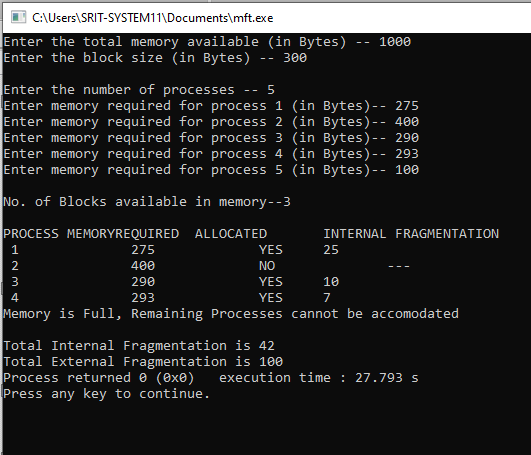 C:\Users\SRIT-SYSTEM11\Documents\mft.exe
Enter the total memory available (in Bytes) -- 1000
Enter the block size (in Bytes) -- 300
Enter the number of processes -- 5
Enter memory required for process 1 (in Bytes)-- 275
Enter memory required for process 2 (in Bytes)-- 400
Enter memory required for process 3 (in Bytes)-- 290
Enter memory required for process 4 (in Bytes)-- 293
Enter memory required for process 5 (in Bytes)-- 100
No. of Blocks available in memory--3
PROCESS MEMORYREQUIRED  ALLOCATED       INTERNAL FRAGMENTATION
 1              275             YES     25
 2              400             NO              ---
 3              290             YES     10
 4              293             YES     7
Memory is Full, Remaining Processes cannot be accomodated
Total Internal Fragmentation is 42
Total External Fragmentation is 100
Process returned 0 (0x0)   execution time : 27.793 s
Press any key to continue.